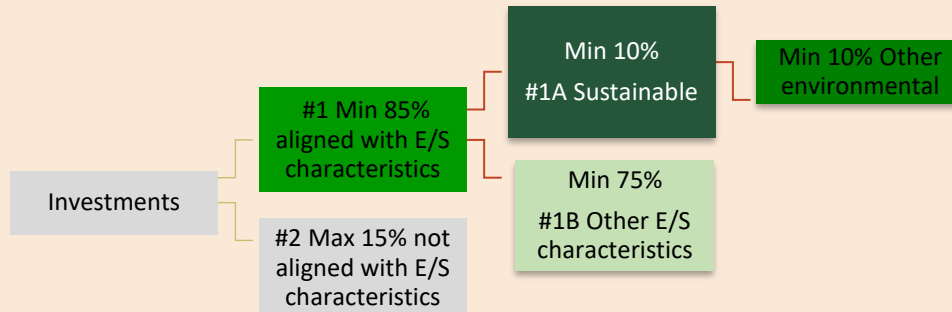 Investments
#1 Min 85%
aligned with E/S
characteristics
#2 Max 15% not
aligned with E/S
characteristics
Min 10%
#1A Sustainable
Min 75%
#1B Other E/S
characteristics
Min 10% Other
environmental